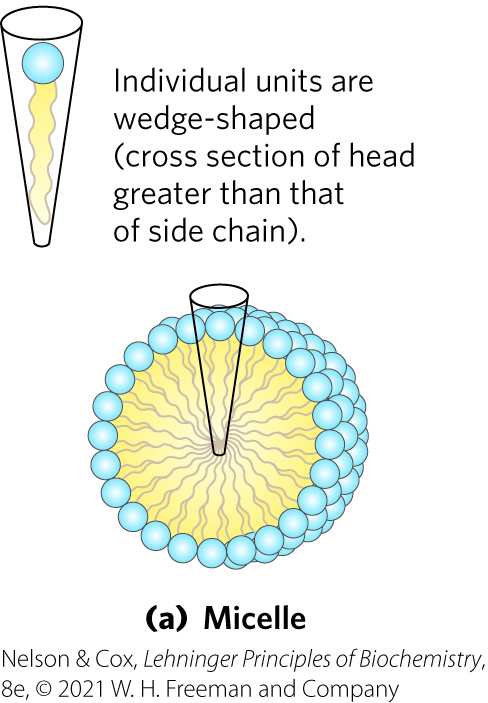 Individual units are
wedge-shaped
(cross section of head
greater than that
of side chain).
(a) Micelle
Nelson & Cox, Lehninger Principles of Biochemistry,
8e, © 2021 W. H. Freeman and Company